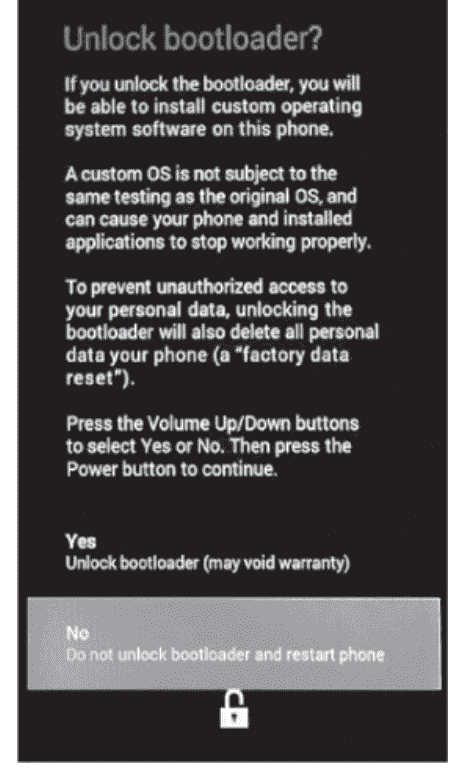 Unlock bootloader?
If you unlock the bootloader, you will
be able to install custom operating
system software on this phone.
A custom OS is not subject to the
same testing as the original OS, and
can cause your phone and installed
applications to stop working properly.
To prevent unauthorized access to
your personal data, unlocking the
bootloader will also delete all personal
data your phone (a “factory data
reset”).
Press the Volume Up/Down buttons
to select Yes or No. Then press the
Power button to continue.
Yes
Unlock bootloader (may void warranty)
No
Do not unlock bootloader and restart phone